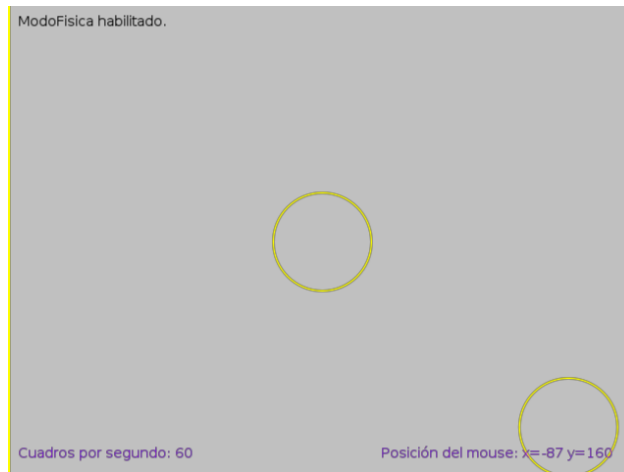 ModoFisica habilitado.
Cuadros por segundo: 60
Posición del mouse: x=-87 y=160